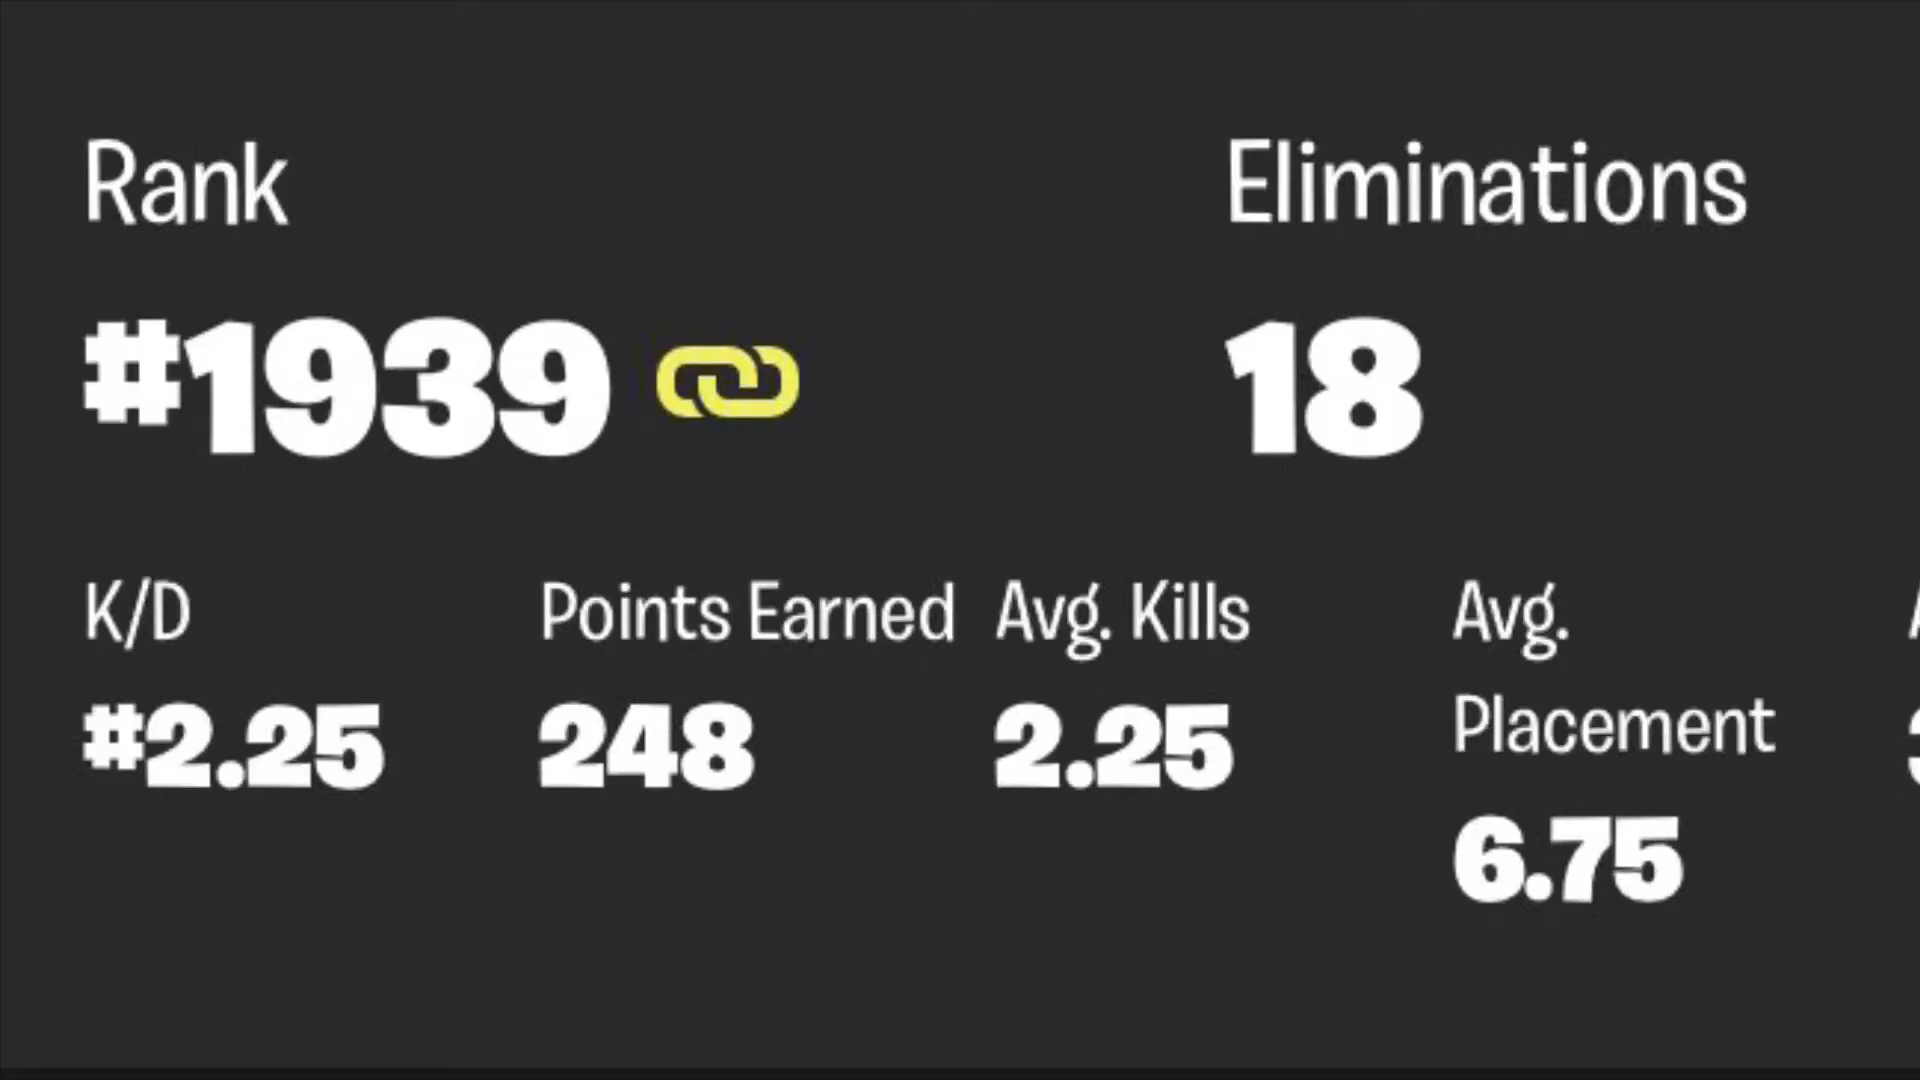 Rank
Eliminations
#1939
18
K/D
Points Earned
Avg. Kills
Avg.
Placement
#2.25
248
2.25
6.75